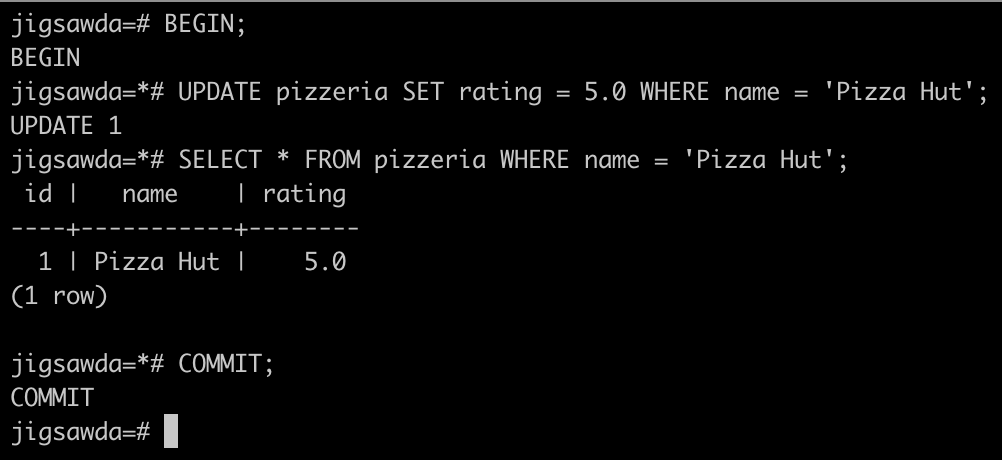 jigsawda=# BEGIN;
BEGIN
jigsawda=*# UPDATE pizzeria SET rating = 5.0 WHERE name = 'Pizza Hut';
UPDATE 1
jigsawda=*# SELECT * FROM pizzeria WHERE name = 'Pizza Hut';
 id |   name    | rating
----+-----------+--------
  1 | Pizza Hut |    5.0
(1 row)

jigsawda=*# COMMIT;
COMMIT
jigsawda=#